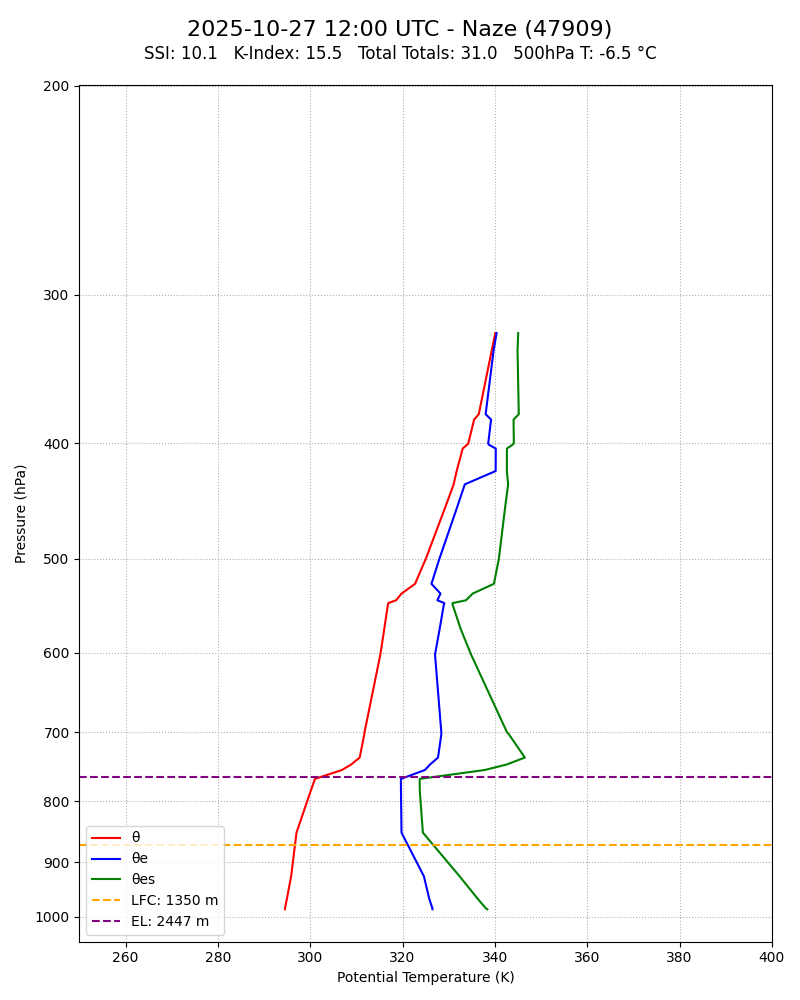 2025-10-27 12:00 UTC - Naze (47909)
SSI: 10.1   K-Index: 15.5   Total Totals: 31.0   500hPa T: -6.5 °C
200
300
400
500
600
700
800
900
1000
Pressure (hPa)
θ
θe
θes
LFC: 1350 m
EL: 2447 m
260 280 300 320 340 360 380 400
Potential Temperature (K)